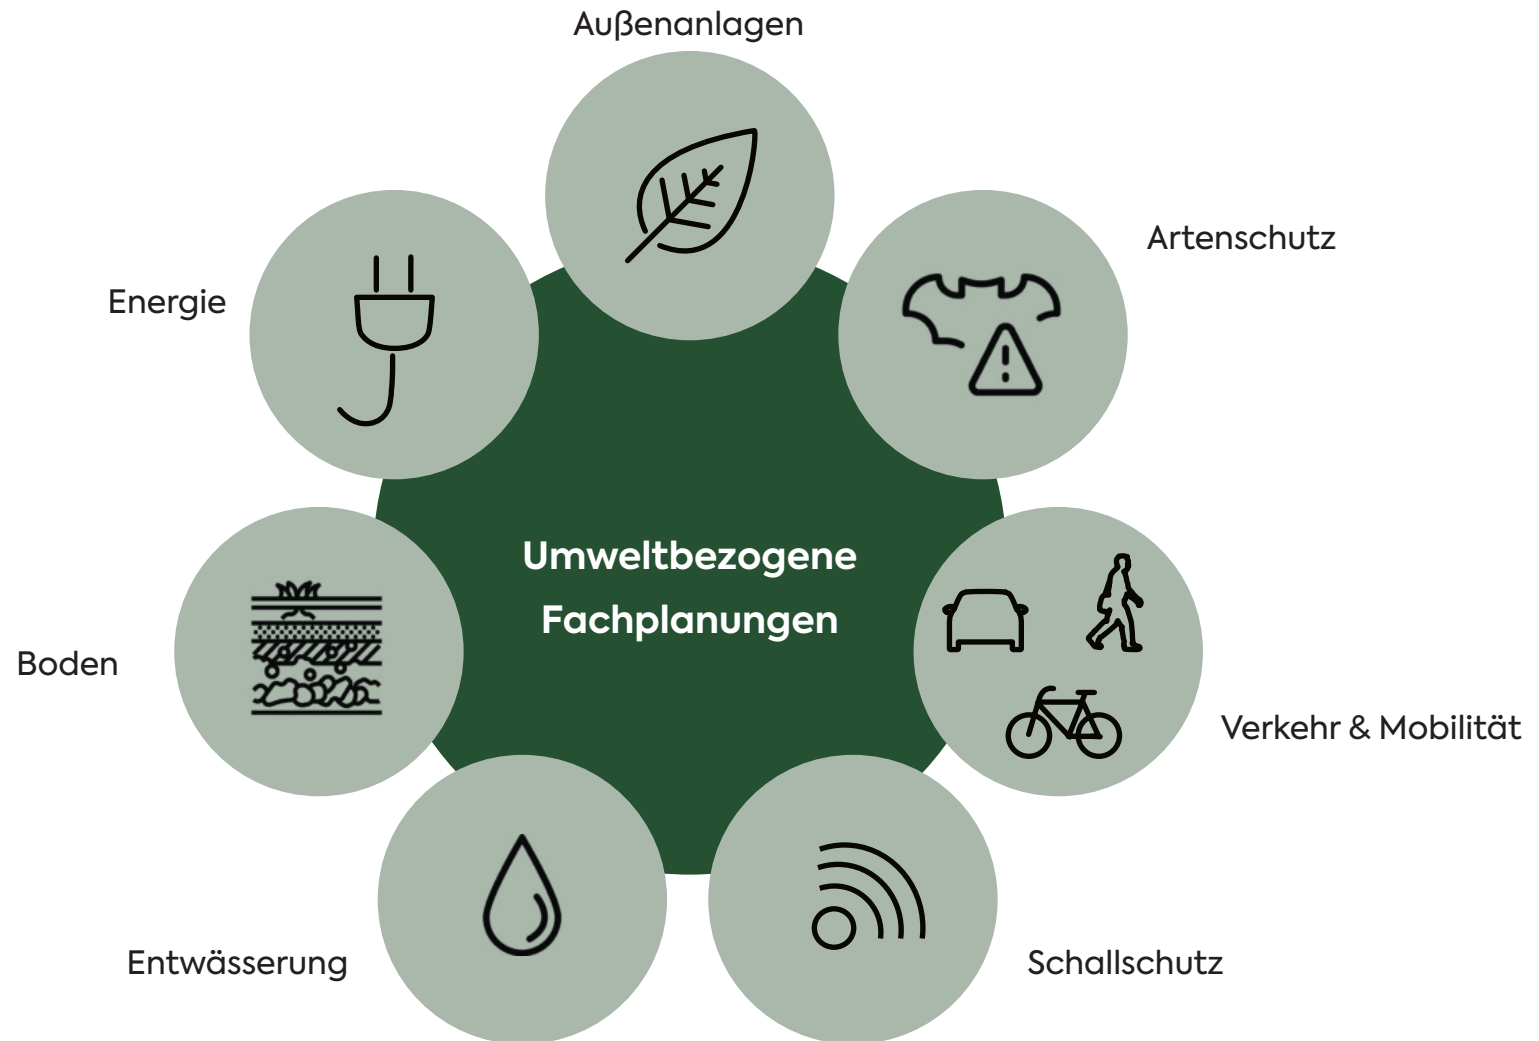 Außenanlagen
Artenschutz
Energie
Umweltbezogene
Fachplanungen
Boden
Verkehr & Mobilität
Entwässerung
Schallschutz